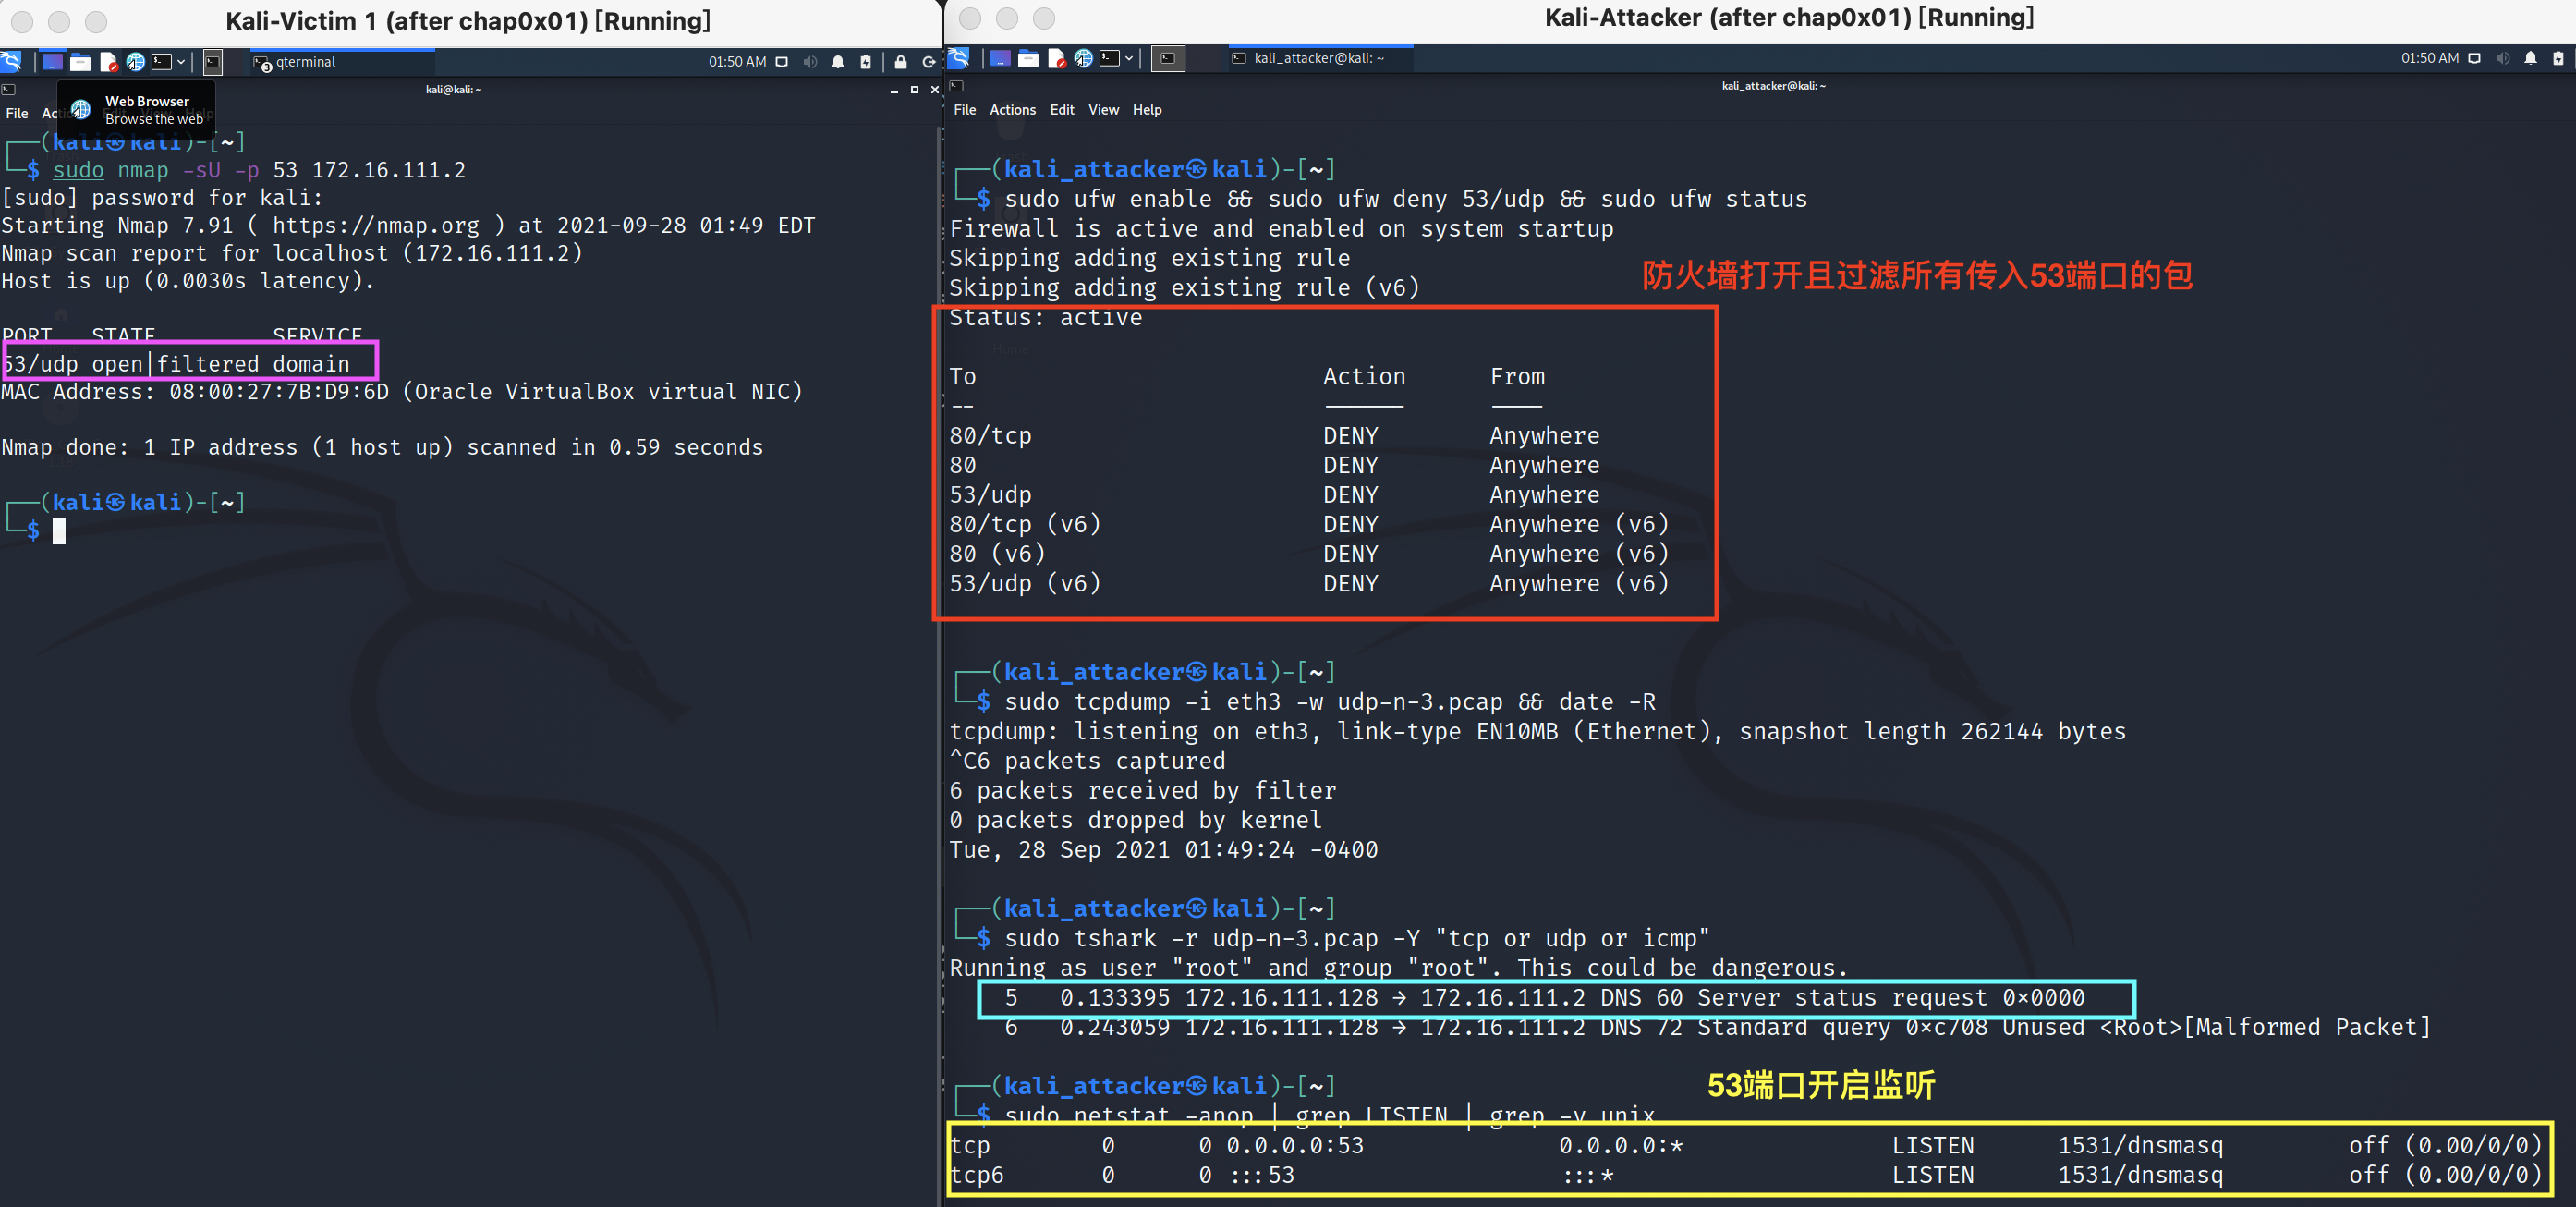 Kali-Victim 1 (after chap0x01) [Running]
qterminal
01:50 AM
kali@kali: ~
File
Web Browser
Browse the web
(kali㉿kali)-[~]
$ sudo nmap -sU -p 53 172.16.111.2
[sudo] password for kali:
Starting Nmap 7.91 ( https://nmap.org ) at 2021-09-28 01:49 EDT
Nmap scan report for localhost (172.16.111.2)
Host is up (0.0030s latency).
PORT STATE SERVICE
53/udp open|filtered domain
MAC Address: 08:00:27:7B:D9:6D (Oracle VirtualBox virtual NIC)
Nmap done: 1 IP address (1 host up) scanned in 0.59 seconds
(kali㉿kali)-[~]
$
Kali-Attacker (after chap0x01) [Running]
kali_attacker@kali: ~
01:50 AM
kali_attacker@kali: ~
File Actions Edit View Help
(kali_attacker㉿kali)-[~]
$ sudo ufw enable && sudo ufw deny 53/udp && sudo ufw status
Firewall is active and enabled on system startup
Skipping adding existing rule
防火墙打开且过滤所有传入53端口的包
Skipping adding existing rule (v6)
Status: active
To Action From
-- ------ ----
80/tcp DENY Anywhere
80 DENY Anywhere
53/udp DENY Anywhere
80/tcp (v6) DENY Anywhere (v6)
80 (v6) DENY Anywhere (v6)
53/udp (v6) DENY Anywhere (v6)
(kali_attacker㉿kali)-[~]
$ sudo tcpdump -i eth3 -w udp-n-3.pcap && date -R
tcpdump: listening on eth3, link-type EN10MB (Ethernet), snapshot length 262144 bytes
^C6 packets captured
6 packets received by filter
0 packets dropped by kernel
Tue, 28 Sep 2021 01:49:24 -0400
(kali_attacker㉿kali)-[~]
$ sudo tshark -r udp-n-3.pcap -Y "tcp or udp or icmp"
Running as user "root" and group "root". This could be dangerous.
5 0.133395 172.16.111.128 → 172.16.111.2 DNS 60 Server status request 0×0000
6 0.243059 172.16.111.128 → 172.16.111.2 DNS 72 Standard query 0×c708 Unused <Root>[Malformed Packet]
53端口开启监听
(kali_attacker㉿kali)-[~]
$ sudo netstat -anop | grep LISTEN | grep -v unix
tcp 0 0 0.0.0.0:53 0.0.0.0:* LISTEN 1531/dnsmasq off (0.00/0/0)
tcp6 0 0 :::53 :::* LISTEN 1531/dnsmasq off (0.00/0/0)